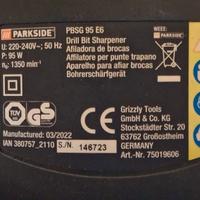 PARKSIDE®
U: 220-240V~; 50 Hz
P: 95 W
n₀: 1350 min⁻¹
Manufactured: 03/2022
IAN 380757_2110 S/N. 146723
PBSG 95 E6
Drill Bit Sharpener
Afiladora de brocas
Affilatore per punte trapano
Aparelho para afiar brocas
Bohrerschärfgerät
Grizzly Tools
GmbH & Co. KG
Stockstädter Str. 20
63762 Großostheim
GERMANY
Art.-Nr. 75019606
WEEE:
PARKSIDE